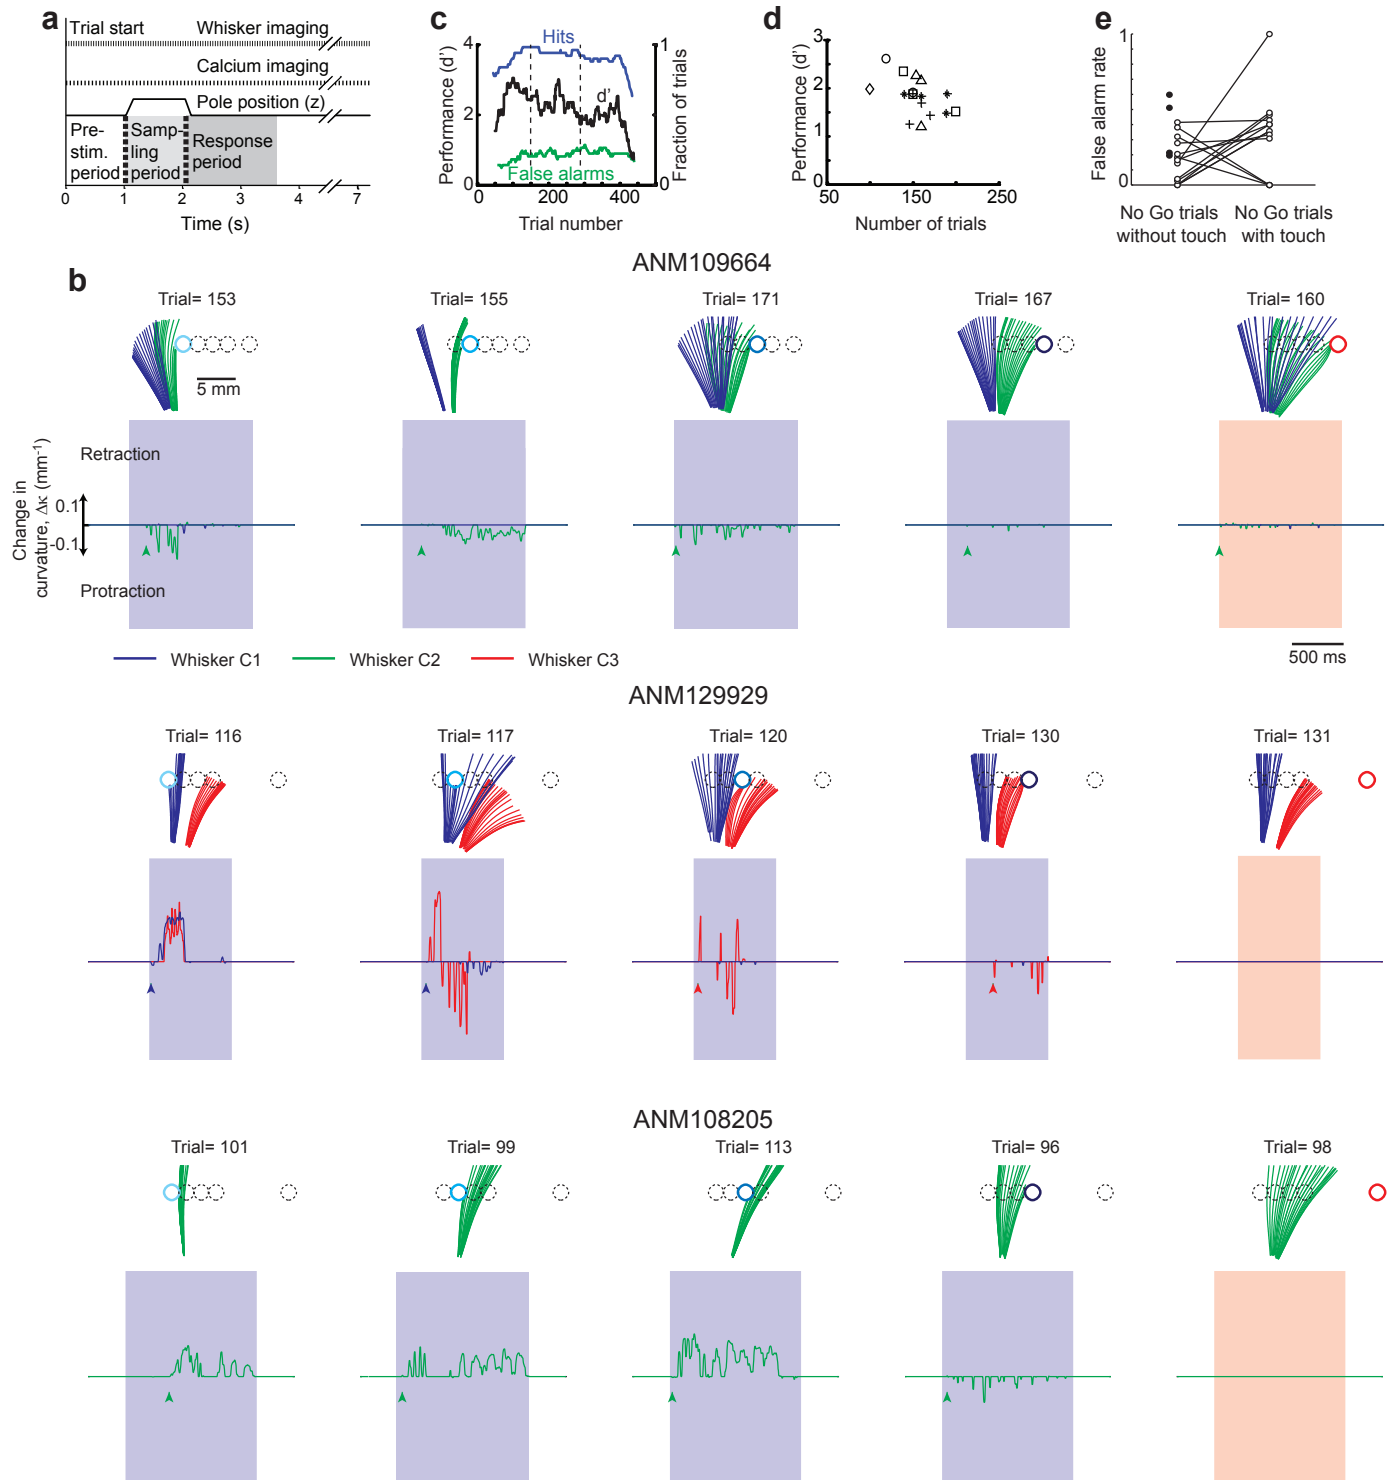 a
Trial start
Whisker imaging
Calcium imaging
Pole position (z)
Pre-
stim.
period
Samp-
ling
period
Response
period
0 1 2 3 4 7
Time (s)
c
Hits
d'
False alarms
4
2
0
1
0
Performance (d')
Fraction of trials
0 200 400
Trial number
d
3
2
1
0
Performance (d')
50 150 250
Number of trials
e
1
0
False alarm rate
No Go trials
without touch
No Go trials
with touch
b
ANM109664
Trial= 153
Trial= 155
Trial= 171
Trial= 167
Trial= 160
5 mm
Retraction
Change in
curvature, Δκ (mm⁻¹)
0.1
-0.1
Protraction
500 ms
Whisker C1
Whisker C2
Whisker C3
ANM129929
Trial= 116
Trial= 117
Trial= 120
Trial= 130
Trial= 131
ANM108205
Trial= 101
Trial= 99
Trial= 113
Trial= 96
Trial= 98